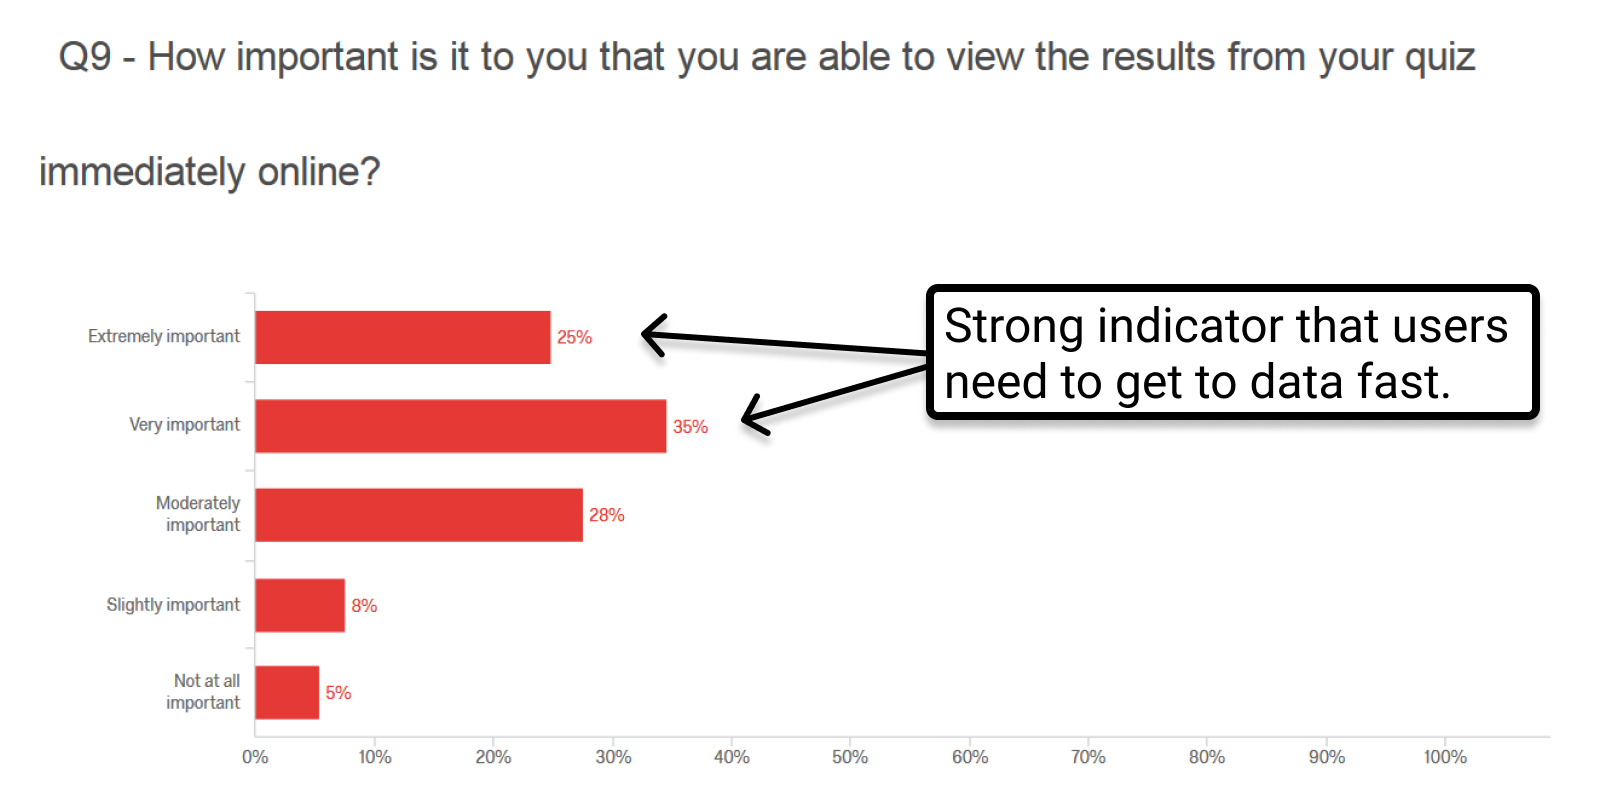 Q9 - How important is it to you that you are able to view the results from your quiz
immediately online?
Strong indicator that users
need to get to data fast.
Extremely important
25%
Very important
35%
Moderately
important
28%
Slightly important
8%
Not at all
important
5%
0% 10% 20% 30% 40% 50% 60% 70% 80% 90% 100%